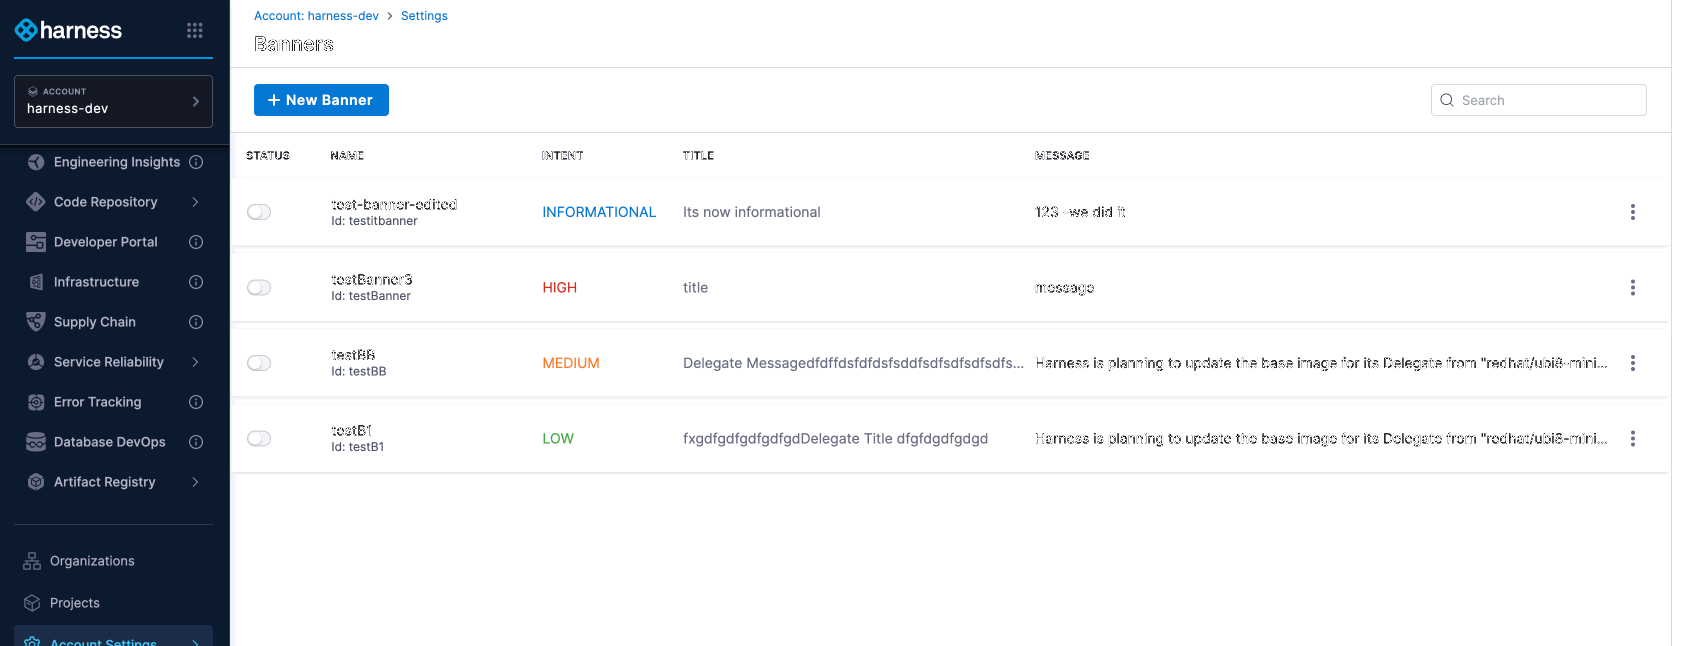 harness
ACCOUNT
harness-dev
Engineering Insights
Code Repository
Developer Portal
Infrastructure
Supply Chain
Service Reliability
Error Tracking
Database DevOps
Artifact Registry
Organizations
Projects
Account Settings
Account: harness-dev > Settings
Banners
+ New Banner
Search
STATUS NAME INTENT TITLE MESSAGE
test-banner-edited
Id: testitbanner
INFORMATIONAL Its now informational 123 -we did it
testBanner3
Id: testBanner
HIGH title message
testBB
Id: testBB
MEDIUM Delegate Messagedfdffdsfdfdsfsddfsdfsdfsdfsdfs... Harness is planning to update the base image for its Delegate from "redhat/ubi8-mini...
testB1
Id: testB1
LOW fxgdfgdfgdfgdfgdDelegate Title dfgfdgdfgdgd Harness is planning to update the base image for its Delegate from "redhat/ubi8-mini...